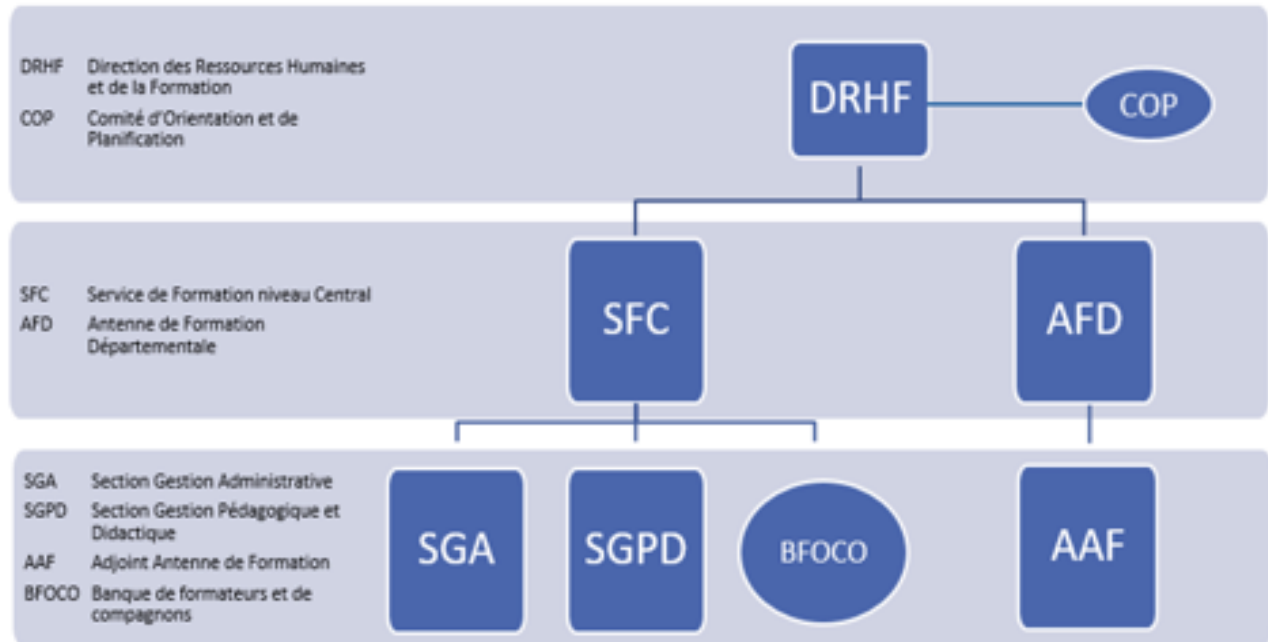 DRHF Direction des Ressources Humaines
et de la Formation
COP Comité d'Orientation et de
Planification
DRHF
COP
SFC Service de Formation niveau Central
AFD Antenne de Formation
Départementale
SFC
AFD
SGA Section Gestion Administrative
SGPD Section Gestion Pédagogique et
Didactique
AAF Adjoint Antenne de Formation
BFOCO Banque de formateurs et de
compagnons
SGA
SGPD
BFOCO
AAF